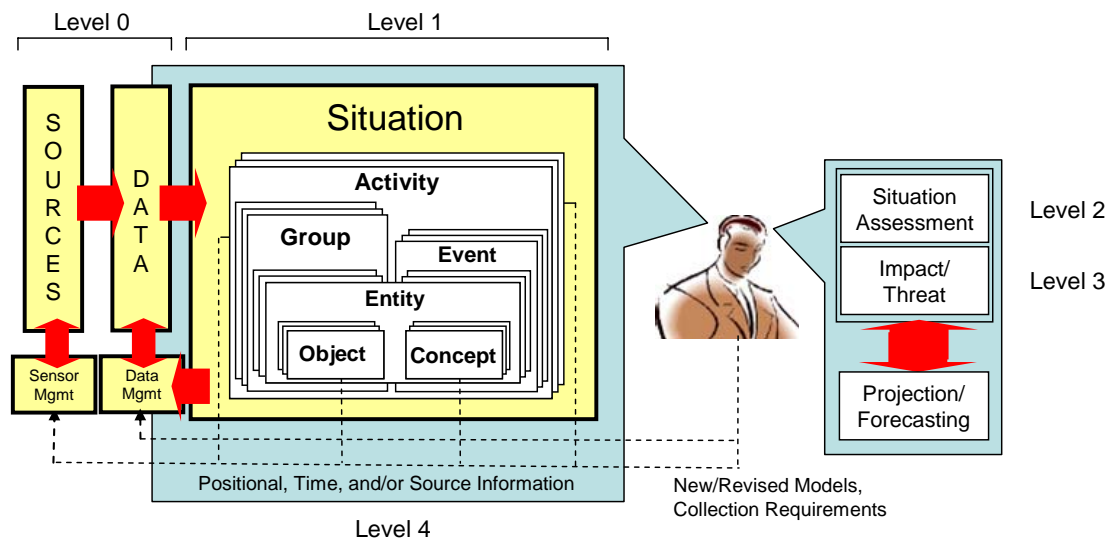 Level 0
Level 1
SOURCES
DATA
Situation
Activity
Group
Event
Entity
Object
Concept
Situation
Assessment
Level 2
Impact/
Threat
Level 3
Projection/
Forecasting
Sensor
Mgmt
Data
Mgmt
Positional, Time, and/or Source Information
New/Revised Models,
Collection Requirements
Level 4